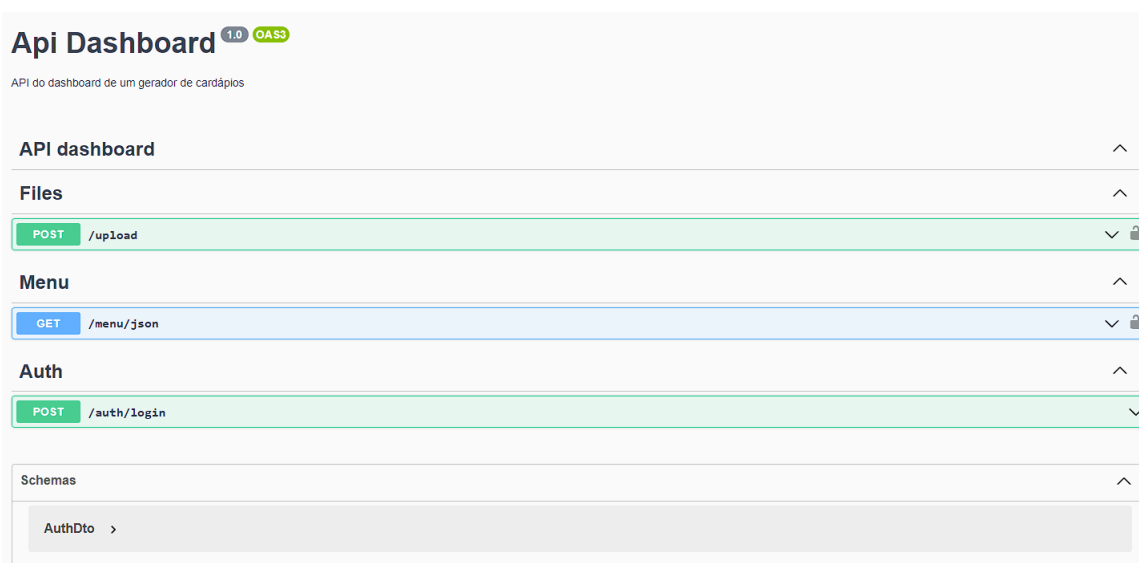 Api Dashboard 1.0 OAS3
API do dashboard de um gerador de cardápios
API dashboard
Files
POST /upload
Menu
GET /menu/json
Auth
POST /auth/login
Schemas
AuthDto